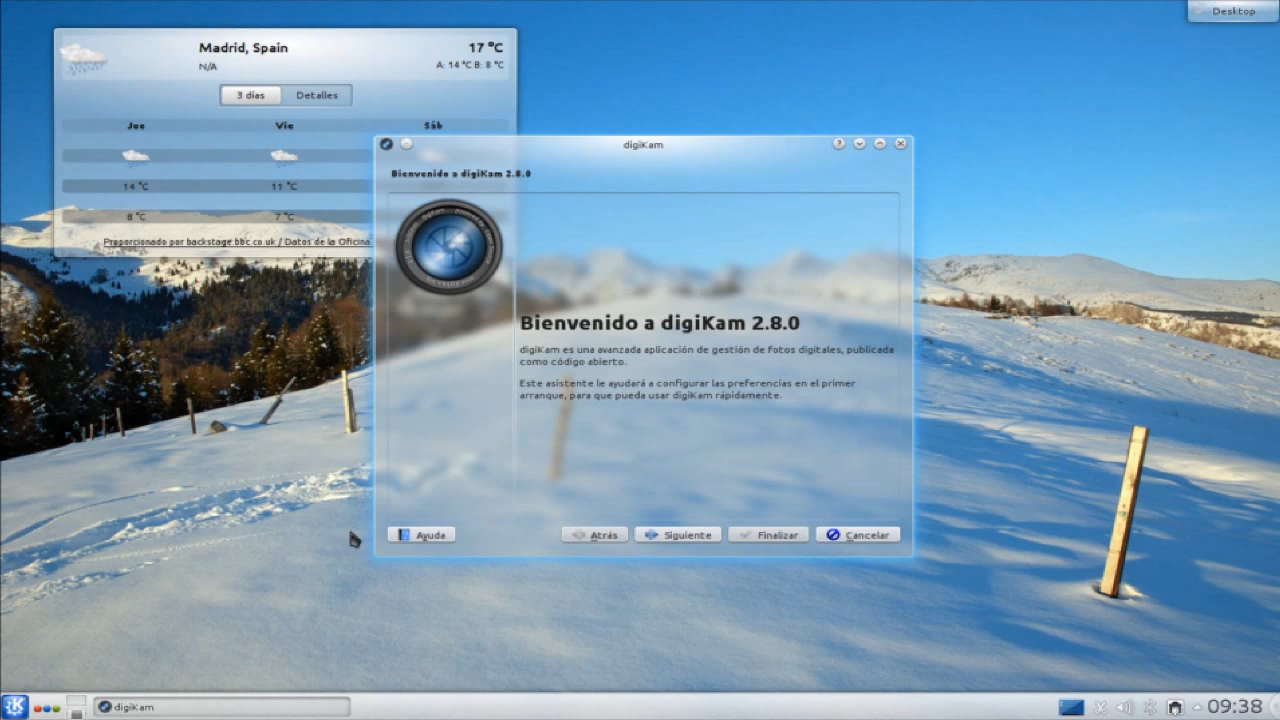 Desktop
Madrid, Spain
17 °C
N/A
A: 14 °C B: 8 °C
3 días
Detalles
Jue
Vie
Sáb
14 °C
11 °C
8 °C
7 °C
Proporcionado por backstage.bbc.co.uk / Datos de la Oficina
digiKam
Bienvenido a digiKam 2.8.0
Bienvenido a digiKam 2.8.0
digiKam es una avanzada aplicación de gestión de fotos digitales, publicada
como código abierto.
Este asistente le ayudará a configurar las preferencias en el primer
arranque, para que pueda usar digiKam rápidamente.
Ayuda
Atrás
Siguiente
Finalizar
Cancelar
digiKam
09:38